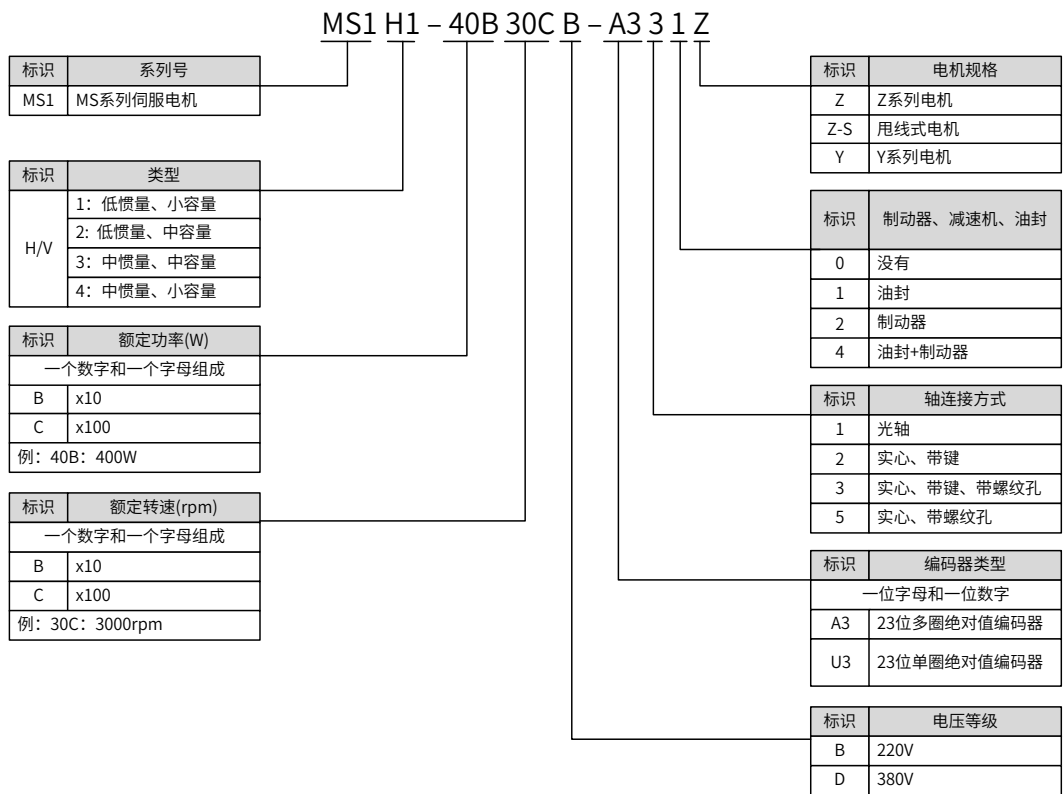 MS1 H1 – 40B 30C B – A3 3 1 Z
标识 系列号
MS1 MS系列伺服电机
标识 类型
H/V
1：低惯量、小容量
2: 低惯量、中容量
3：中惯量、中容量
4：中惯量、小容量
标识 额定功率(W)
一个数字和一个字母组成
B x10
C x100
例：40B：400W
标识 额定转速(rpm)
一个数字和一个字母组成
B x10
C x100
例：30C：3000rpm
标识 电机规格
Z Z系列电机
Z-S 甩线式电机
Y Y系列电机
标识 制动器、减速机、油封
0 没有
1 油封
2 制动器
4 油封+制动器
标识 轴连接方式
1 光轴
2 实心、带键
3 实心、带键、带螺纹孔
5 实心、带螺纹孔
标识 编码器类型
一位字母和一位数字
A3 23位多圈绝对值编码器
U3 23位单圈绝对值编码器
标识 电压等级
B 220V
D 380V